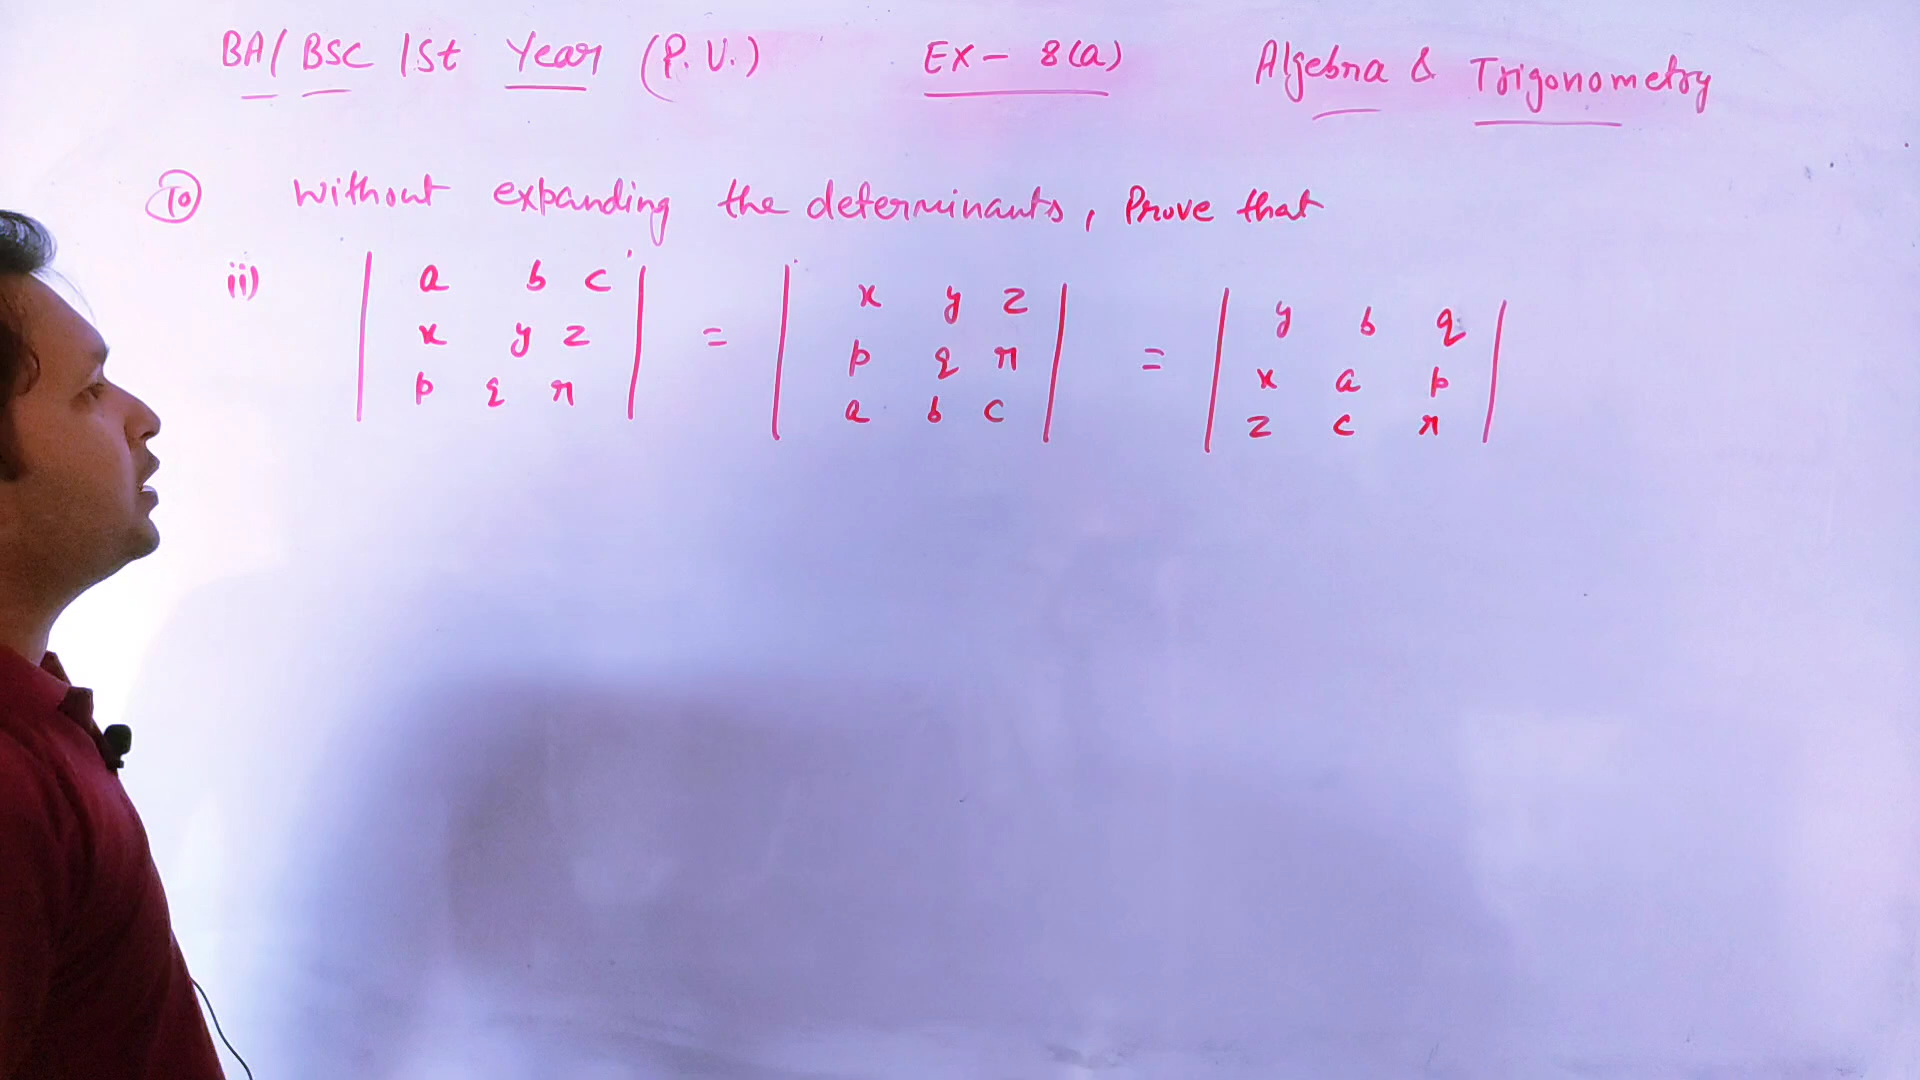 BA/ BSC 1St Year (P.U.) EX- 8(a) Algebra & Trigonometry
10 without expanding the determinants, Prove that
ii) | a b c | = | x y z | = | y b q |
| x y z | | p q r | | x a p |
| p q r | | a b c | | z c r |